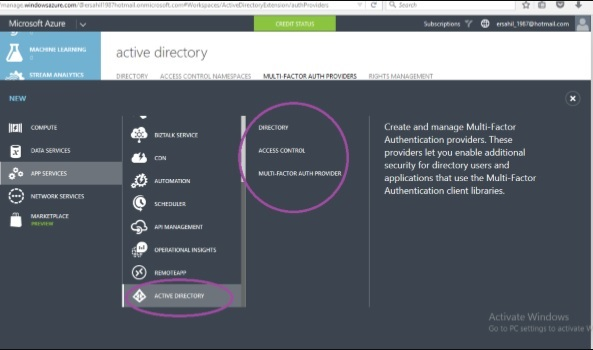 manage.windowsazure.com/@ersahil_1987hotmail.onmicrosoft.com#Workspaces/ActiveDirectoryExtension/authProviders
Search
Microsoft Azure
CREDIT STATUS
Subscriptions
ersahil_1987@hotmail.com
MACHINE LEARNING
0
STREAM ANALYTICS
active directory
DIRECTORY ACCESS CONTROL NAMESPACES MULTI-FACTOR AUTH PROVIDERS RIGHTS MANAGEMENT
NEW
COMPUTE
DATA SERVICES
APP SERVICES
NETWORK SERVICES
MARKETPLACE
PREVIEW
BIZTALK SERVICE
CDN
AUTOMATION
SCHEDULER
API MANAGEMENT
OPERATIONAL INSIGHTS
REMOTEAPP
ACTIVE DIRECTORY
DIRECTORY
ACCESS CONTROL
MULTI-FACTOR AUTH PROVIDER
Create and manage Multi-Factor
Authentication providers. These
providers let you enable additional
security for directory users and
applications that use the Multi-Factor
Authentication client libraries.
Activate Windows
Go to PC settings to activate W